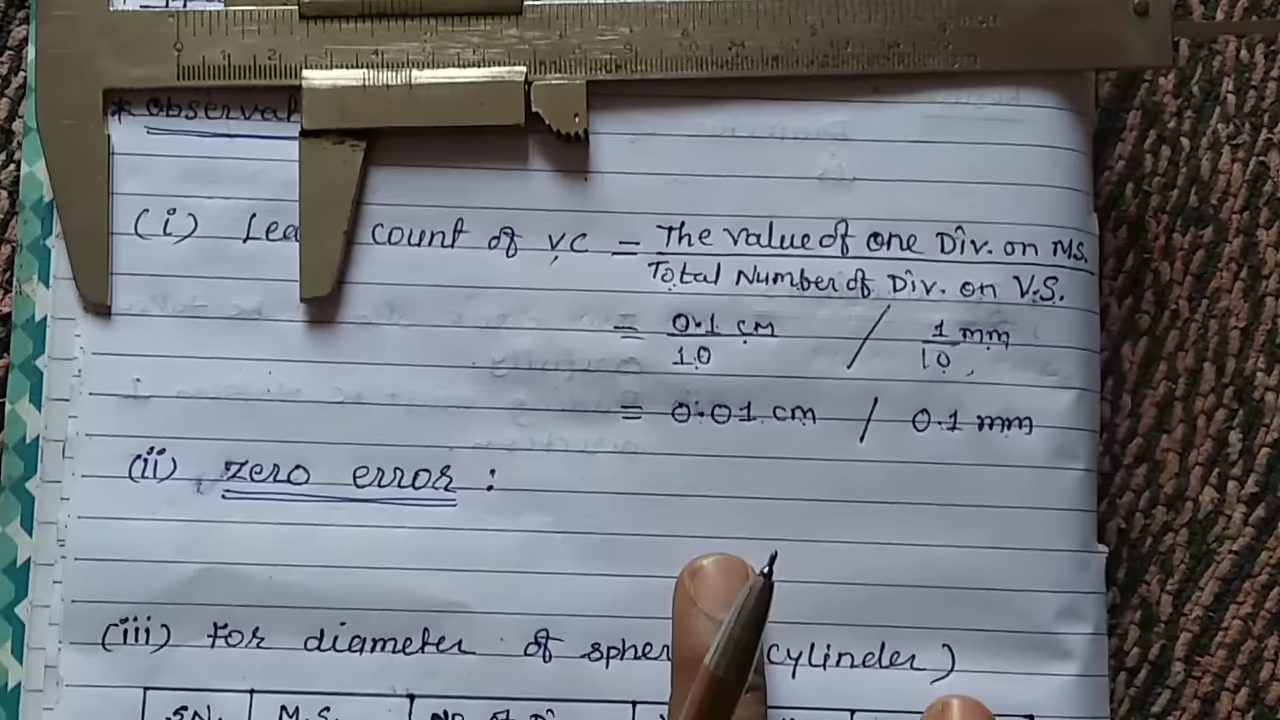 * Observat
(i) Lea count of V.C = The value of one Div. on M.S.
Total Number of Div. on V.S.
= 0.1 cm / 1 mm
10 10
= 0.01 cm / 0.1 mm
(ii) zero error :
(iii) For diameter of spher cylinder)
SN. M.S.